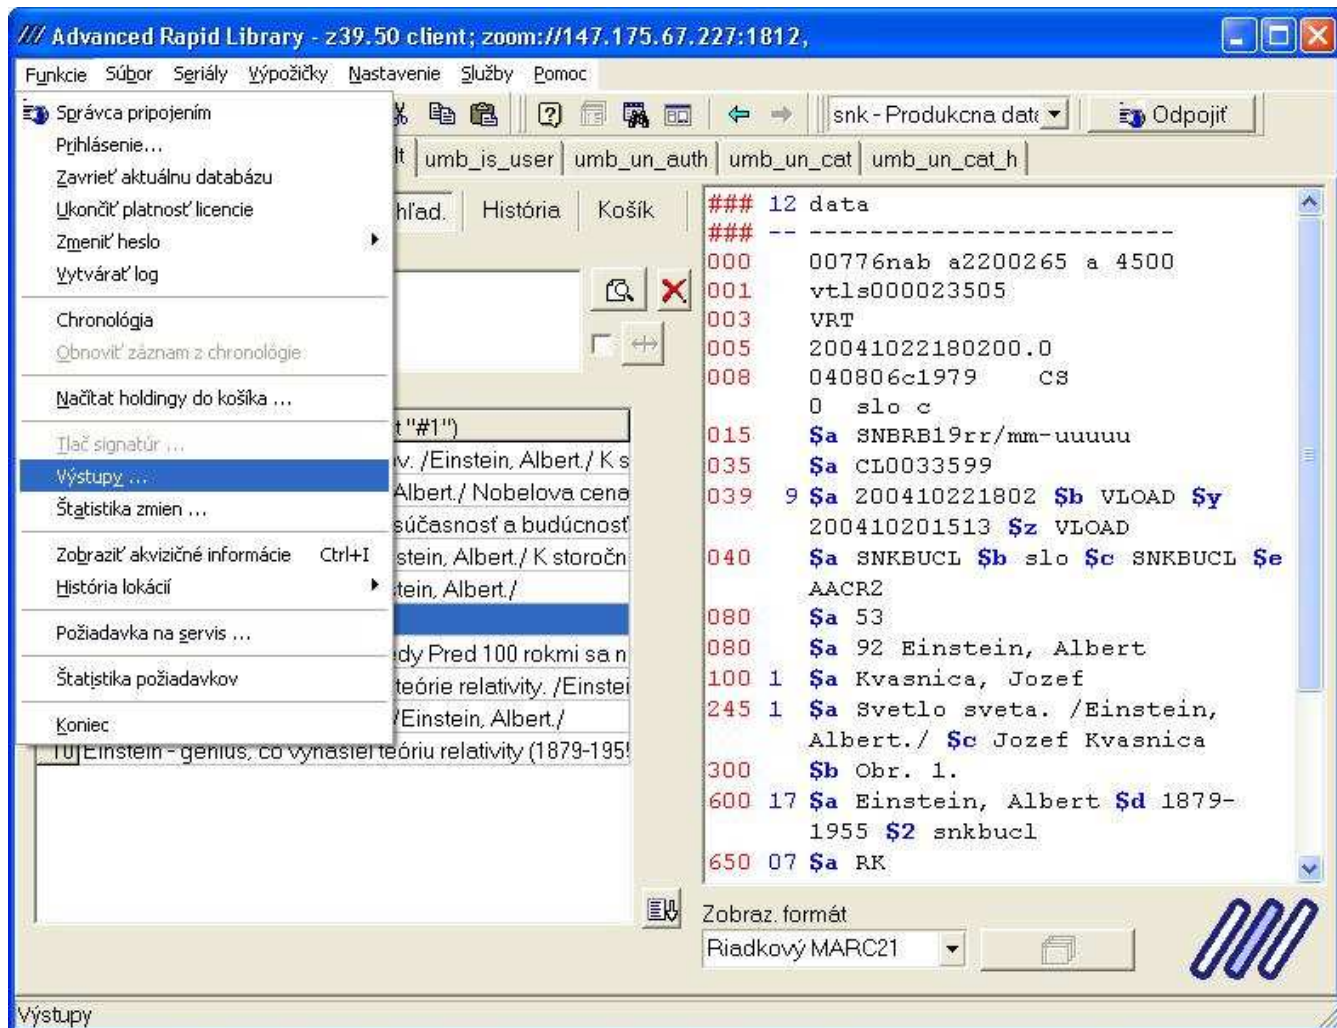 Advanced Rapid Library - z39.50 client; zoom://147.175.67.227:1812,
Funkcie Súbor Seriály Výpožičky Nastavenie Služby Pomoc
snk - Produkcna date Odpojiť
lt umb_is_user umb_un_auth umb_un_cat umb_un_cat_h
Správca pripojením
Prihlásenie...
Zavrieť aktuálnu databázu
Ukončiť platnosť licencie
Zmeniť heslo
Vytvárať log
Chronológia
Obnoviť záznam z chronológie
Načítat holdingy do košíka ...
Tlač signatúr ...
Výstupy ...
Štatistika zmien ...
Zobraziť akvizičné informácie Ctrl+I
História lokácií
Požiadavka na servis ...
Štatistika požiadavkov
Koniec
hľad. História Košík
t "#1")
v. /Einstein, Albert./ K s
Albert./ Nobelova cena
súčasnosť a budúcnosť
stein, Albert./ K storočn
tein, Albert./
dy Pred 100 rokmi sa n
teórie relativity. /Einstei
/Einstein, Albert./
10 Einstein - génius, čo vynašiel teóriu relativity (1879-195
### 12 data
### -- -------------------------
000 00776nab a2200265 a 4500
001 vtls000023505
003 VRT
005 20041022180200.0
008 040806c1979 CS
0 slo c
015 $a SNBRB19rr/mm-uuuuu
035 $a CL0033599
039 9 $a 200410221802 $b VLOAD $y
200410201513 $z VLOAD
040 $a SNKBUCL $b slo $c SNKBUCL $e
AACR2
080 $a 53
080 $a 92 Einstein, Albert
100 1 $a Kvasnica, Jozef
245 1 $a Svetlo sveta. /Einstein,
Albert./ $c Jozef Kvasnica
300 $b Obr. 1.
600 17 $a Einstein, Albert $d 1879-
1955 $2 snkbucl
650 07 $a RK
Zobraz. formát
Riadkový MARC21
Výstupy